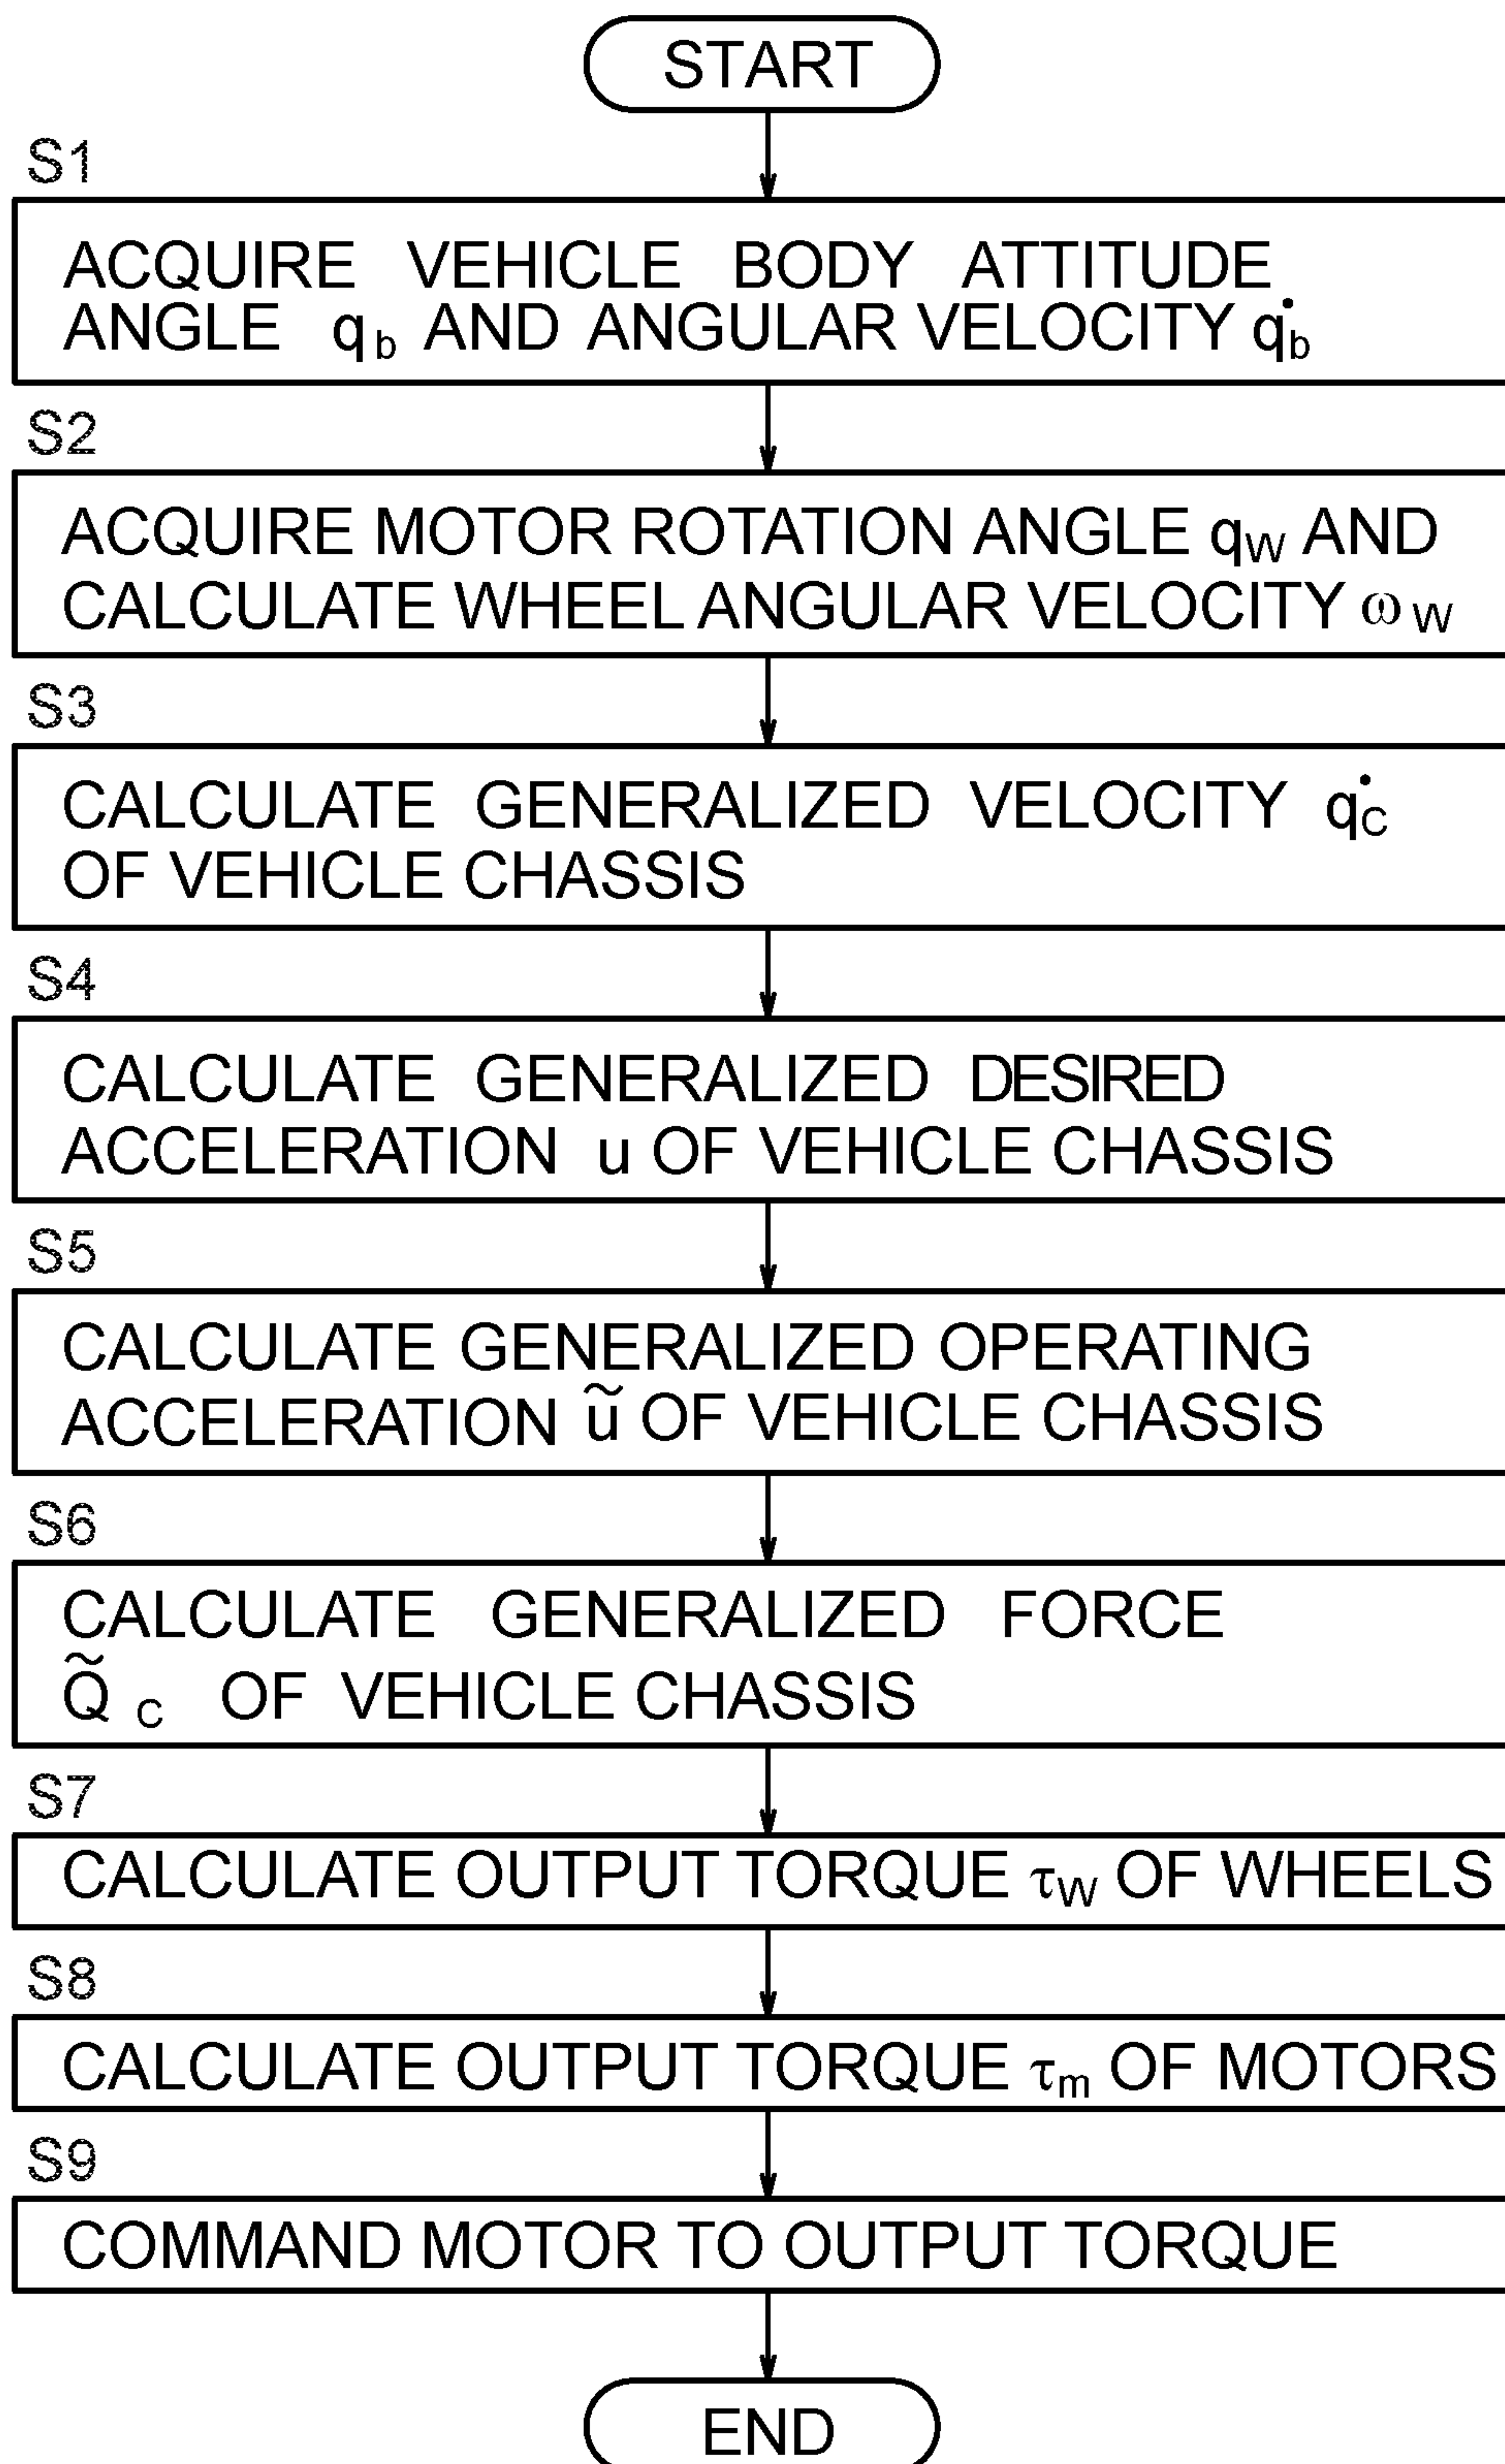 START
S1
ACQUIRE VEHICLE BODY ATTITUDE
ANGLE q_b AND ANGULAR VELOCITY q̇_b
S2
ACQUIRE MOTOR ROTATION ANGLE q_W AND
CALCULATE WHEEL ANGULAR VELOCITY ω_W
S3
CALCULATE GENERALIZED VELOCITY q̇_C
OF VEHICLE CHASSIS
S4
CALCULATE GENERALIZED DESIRED
ACCELERATION u OF VEHICLE CHASSIS
S5
CALCULATE GENERALIZED OPERATING
ACCELERATION ũ OF VEHICLE CHASSIS
S6
CALCULATE GENERALIZED FORCE
Q̃_C OF VEHICLE CHASSIS
S7
CALCULATE OUTPUT TORQUE τ_W OF WHEELS
S8
CALCULATE OUTPUT TORQUE τ_m OF MOTORS
S9
COMMAND MOTOR TO OUTPUT TORQUE
END